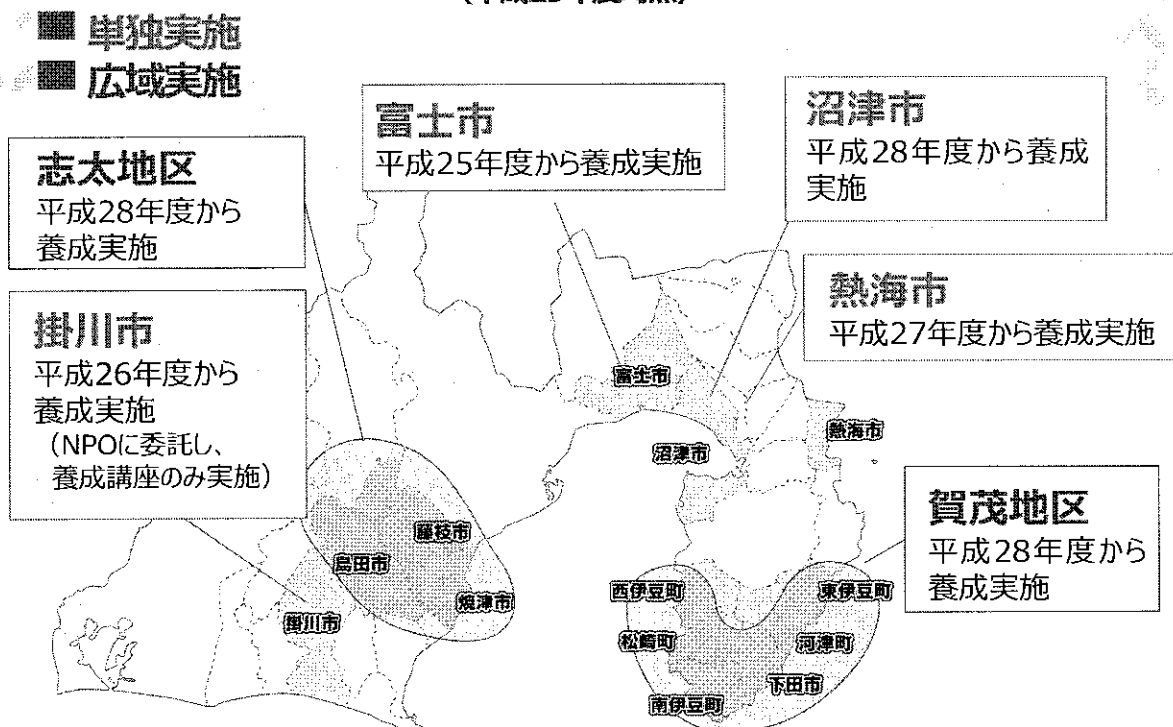 ■ 単独実施
■ 広域実施
富士市
平成25年度から養成実施
沼津市
平成28年度から養成
実施
志太地区
平成28年度から
養成実施
熱海市
平成27年度から養成実施
掛川市
平成26年度から
養成実施
（NPOに委託し、
養成講座のみ実施）
富士市
熱海市
沼津市
賀茂地区
平成28年度から
養成実施
藤枝市
島田市
焼津市
掛川市
西伊豆町
東伊豆町
松崎町
河津町
下田市
南伊豆町